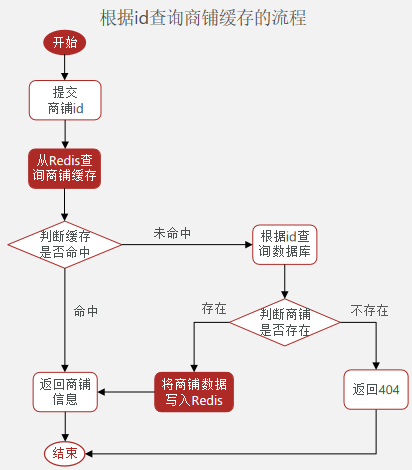 根据id查询商铺缓存的流程
开始
提交
商铺id
从Redis查
询商铺缓存
判断缓存
是否命中
未命中
根据id查
询数据库
命中
判断商铺
是否存在
存在
不存在
返回商铺
信息
将商铺数据
写入Redis
返回404
结束